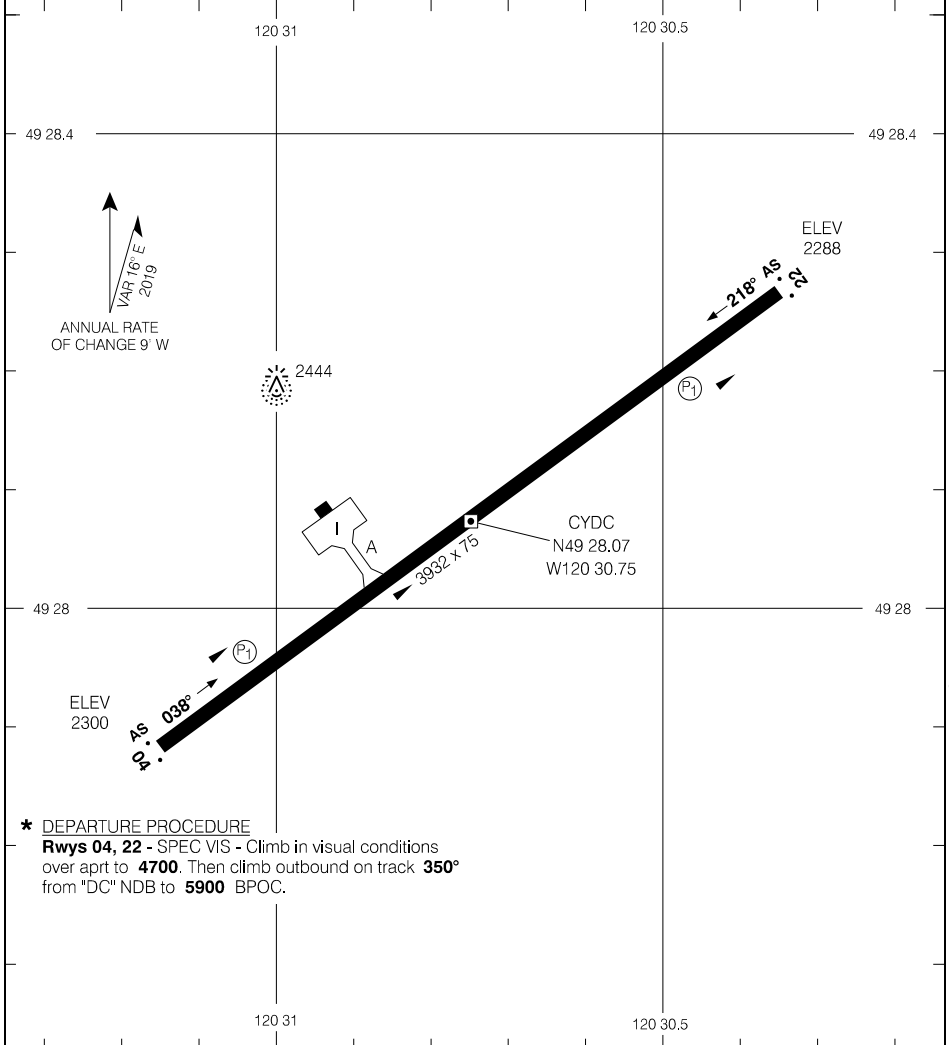 120 31
120 30.5
49 28.4
49 28.4
VAR 16° E
2019
ANNUAL RATE
OF CHANGE 9' W
ELEV
2288
218° AS
22
2444
P1
I
A
3932 x 75
CYDC
N49 28.07
W120 30.75
49 28
49 28
P1
ELEV
2300
AS 038°
04
* DEPARTURE PROCEDURE
Rwys 04, 22 - SPEC VIS - Climb in visual conditions
over aprt to 4700. Then climb outbound on track 350°
from "DC" NDB to 5900 BPOC.
120 31
120 30.5